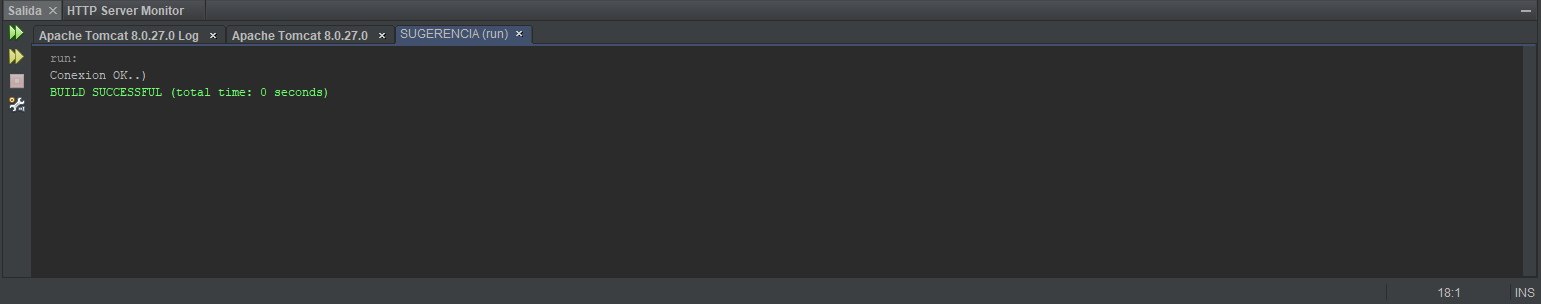 Salida HTTP Server Monitor
Apache Tomcat 8.0.27.0 Log Apache Tomcat 8.0.27.0 SUGERENCIA (run)
run:
Conexion OK..)
BUILD SUCCESSFUL (total time: 0 seconds)
18:1 INS